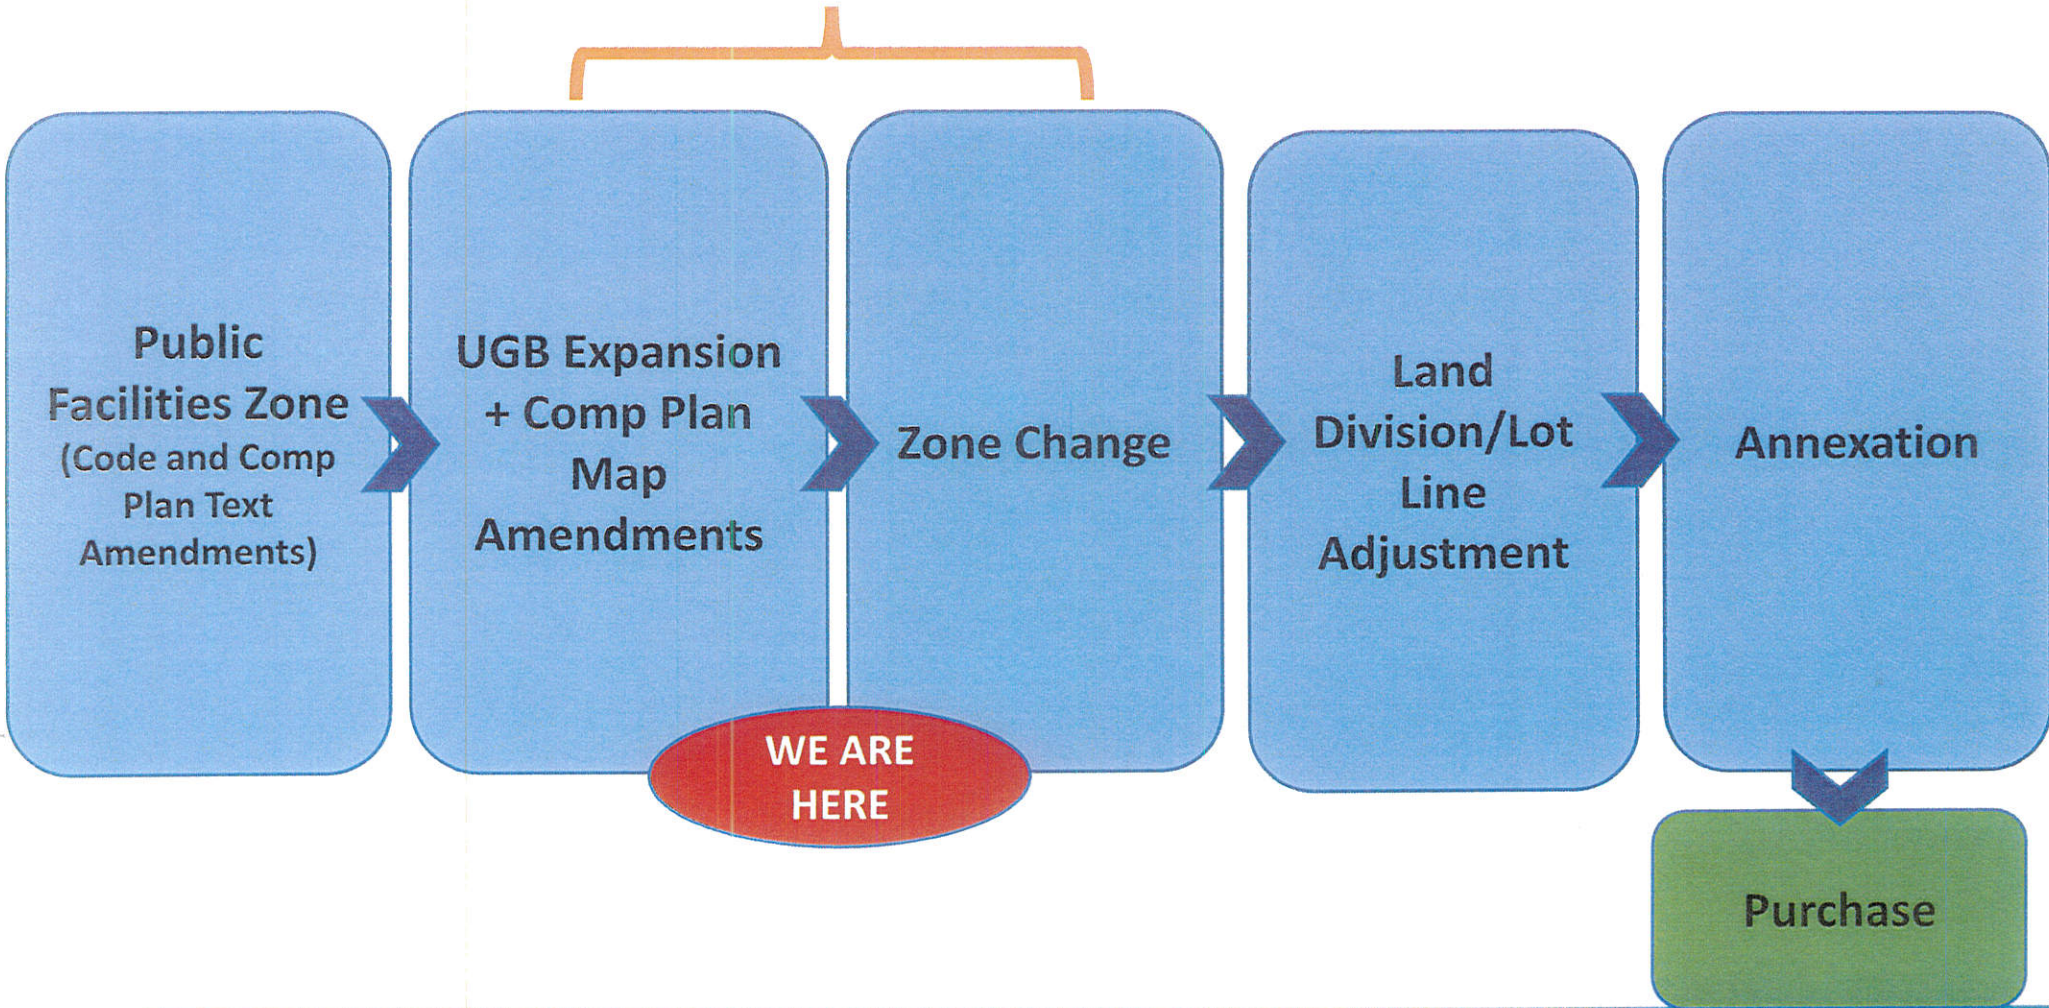 Public
Facilities Zone
(Code and Comp
Plan Text
Amendments)
UGB Expansion
+ Comp Plan
Map
Amendments
Zone Change
Land
Division/Lot
Line
Adjustment
Annexation
WE ARE
HERE
Purchase